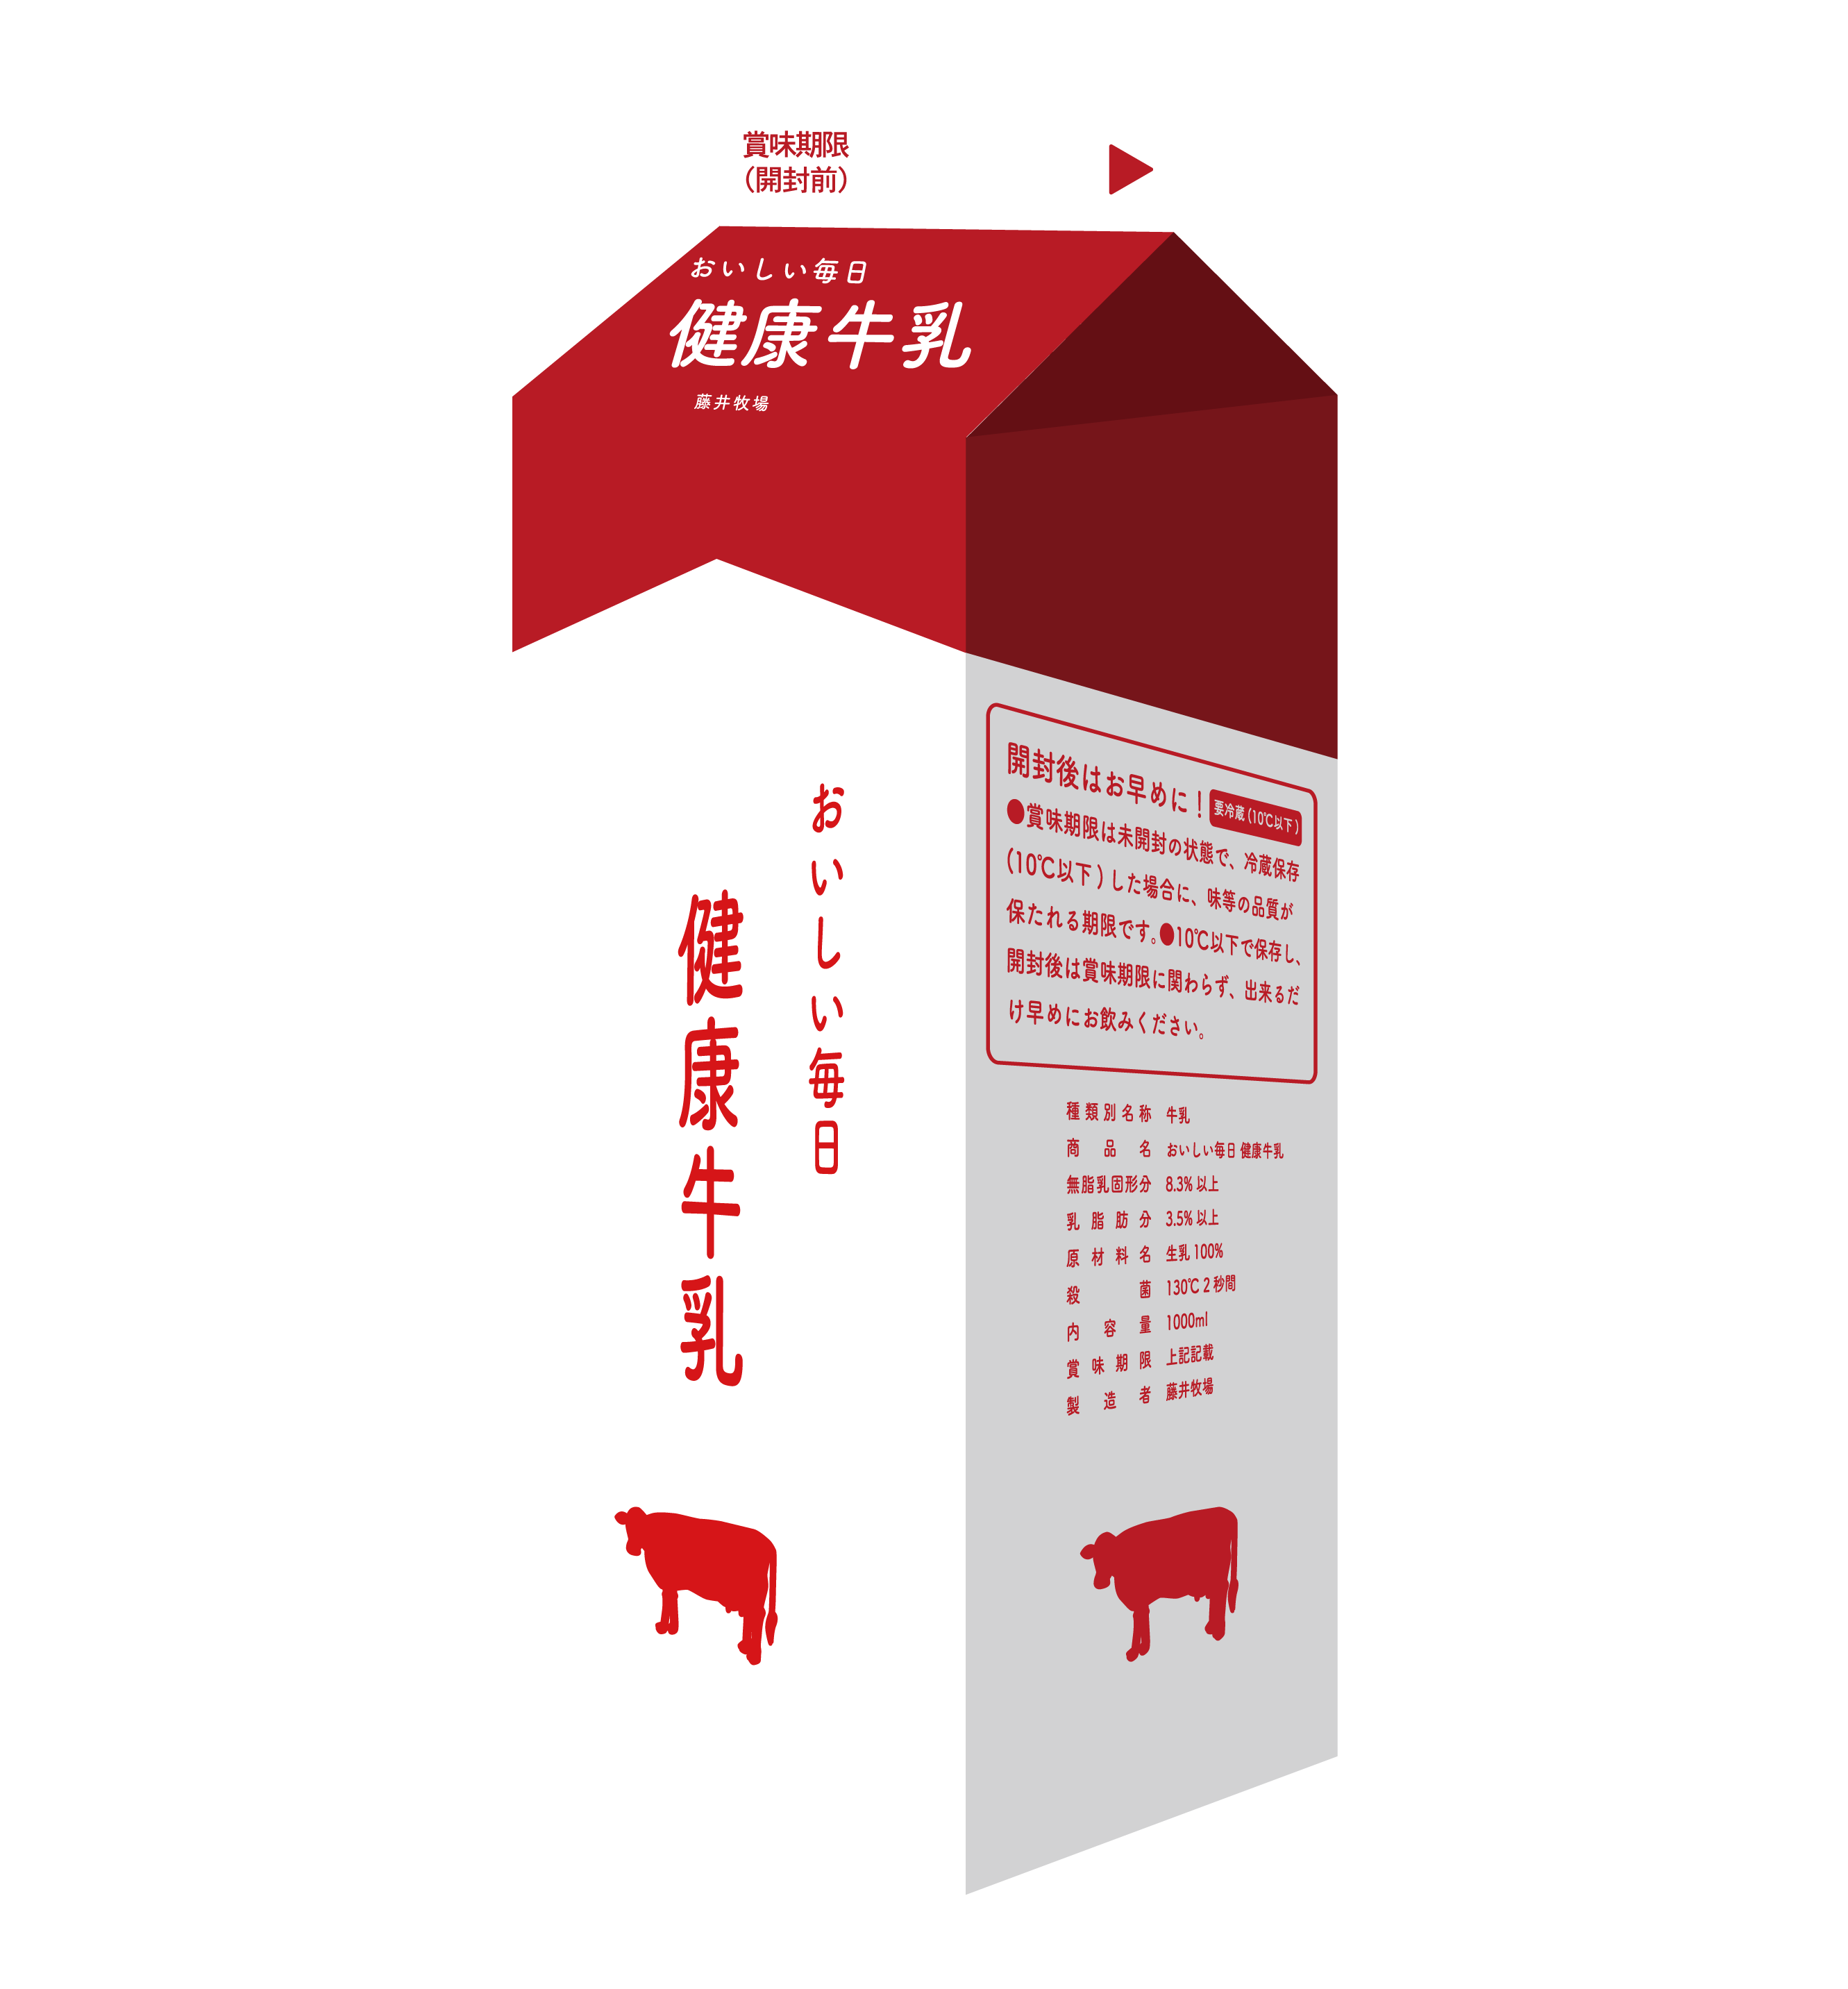 賞味期限
（開封前）
おいしい毎日
健康牛乳
藤井牧場
おいしい毎日
健康牛乳
開封後はお早めに！ 要冷蔵（10℃以下）
●賞味期限は未開封の状態で、冷蔵保存
（10℃以下）した場合に、味等の品質が
保たれる期限です。●10℃以下で保存し、
開封後は賞味期限に関わらず、出来るだ
け早めにお飲みください。
種類別名称 牛乳
商品名 おいしい毎日 健康牛乳
無脂乳固形分 8.3% 以上
乳脂肪分 3.5% 以上
原材料名 生乳 100%
殺菌 130℃ 2 秒間
内容量 1000ml
賞味期限 上記記載
製造者 藤井牧場